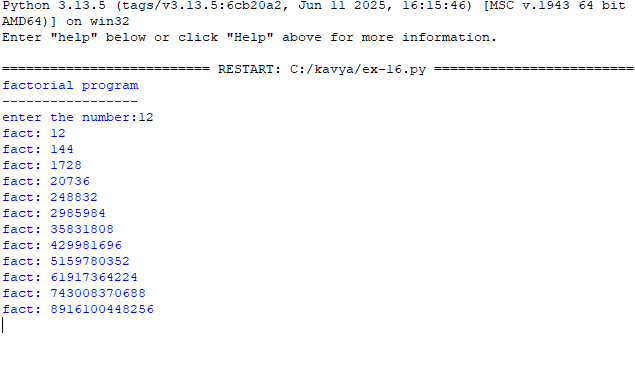 Python 3.13.5 (tags/v3.13.5:6cb20a2, Jun 11 2025, 16:15:46) [MSC v.1943 64 bit
AMD64)] on win32
Enter "help" below or click "Help" above for more information.
========================== RESTART: C:/kavya/ex-16.py =========================
factorial program
-----------------
enter the number:12
fact: 12
fact: 144
fact: 1728
fact: 20736
fact: 248832
fact: 2985984
fact: 35831808
fact: 429981696
fact: 5159780352
fact: 61917364224
fact: 743008370688
fact: 8916100448256